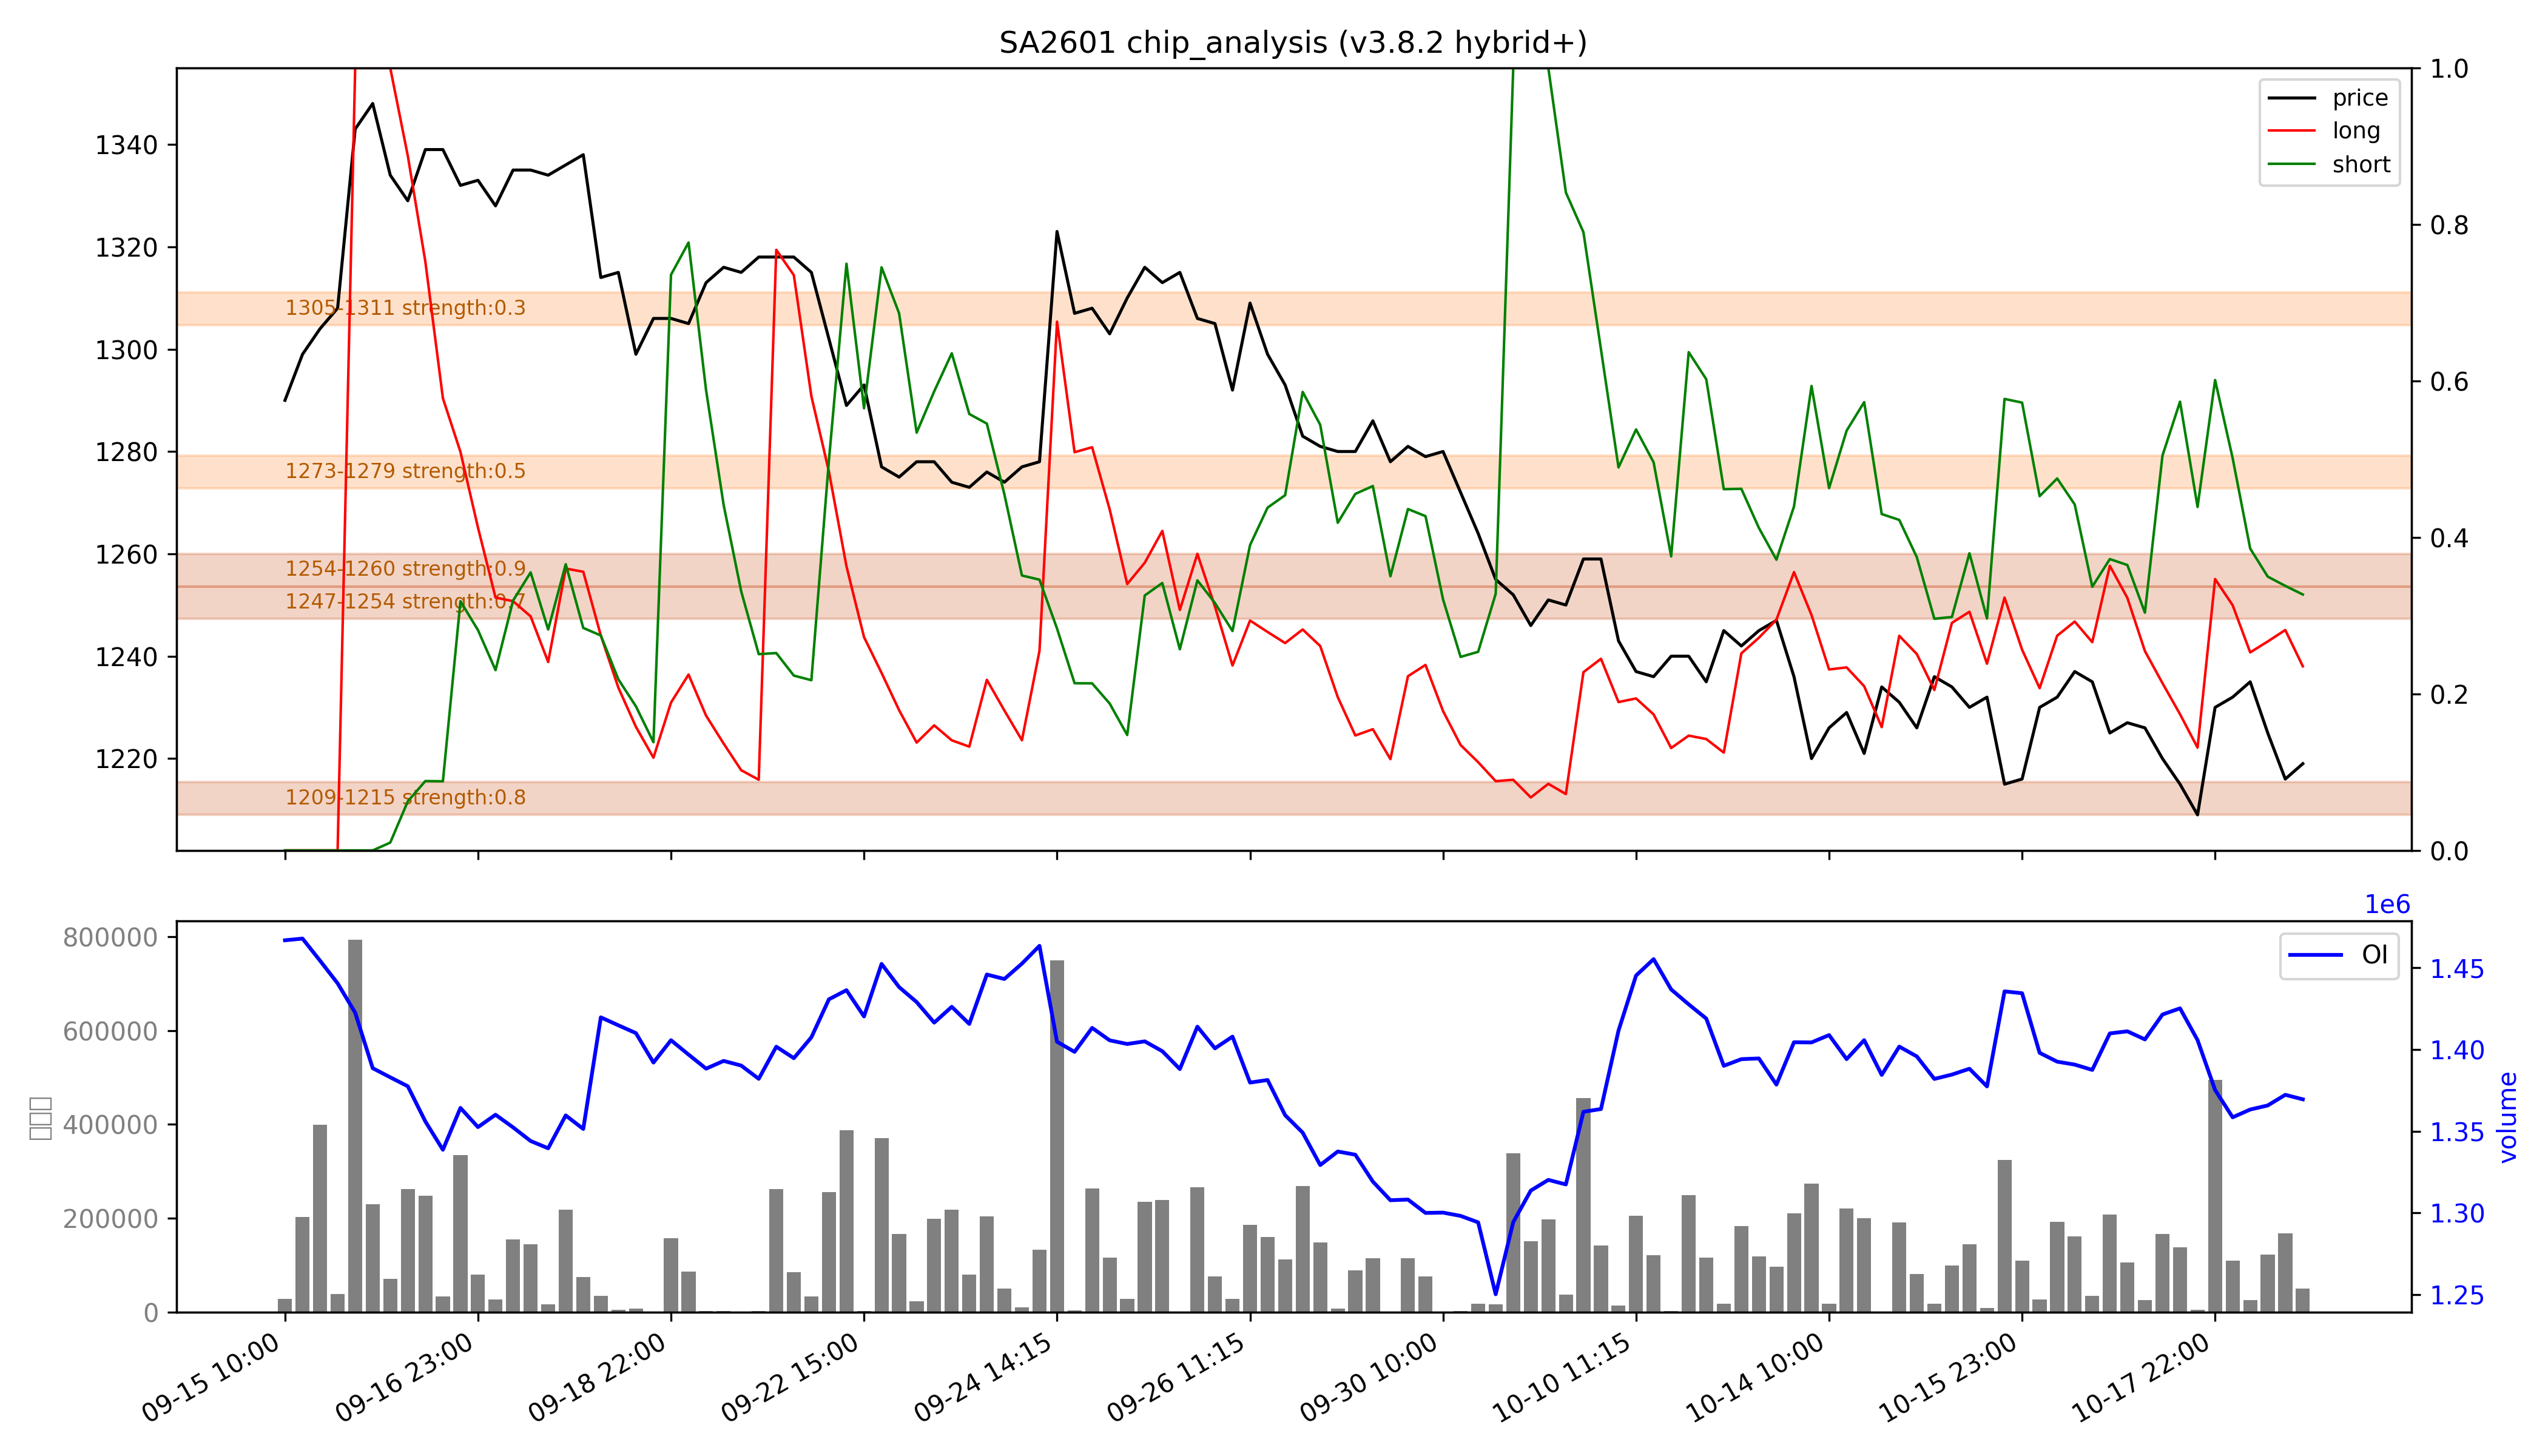 SA2601 chip_analysis (v3.8.2 hybrid+)
1340
1320
1300
1280
1260
1240
1220
1.0
0.8
0.6
0.4
0.2
0.0
price
long
short
1305-1311 strength:0.3
1273-1279 strength:0.5
1254-1260 strength:0.9
1247-1254 strength:0.7
1209-1215 strength:0.8
1e6
800000
600000
400000
200000
0
OI
1.45
1.40
1.35
1.30
1.25
volume
09-15 10:00
09-16 23:00
09-18 22:00
09-22 15:00
09-24 14:15
09-26 11:15
09-30 10:00
10-10 11:15
10-14 10:00
10-15 23:00
10-17 22:00